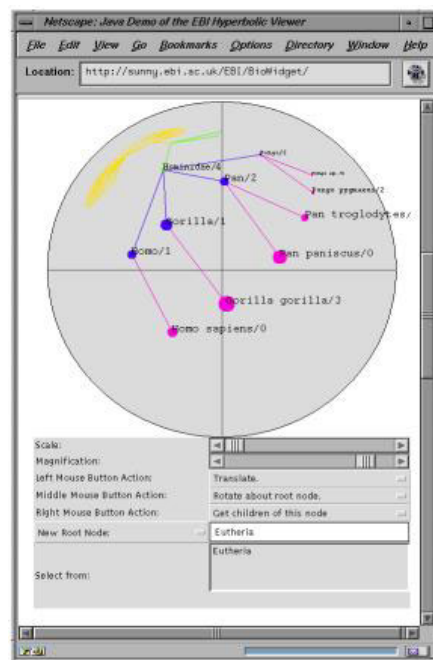 Netscape: Java Demo of the EBI Hyperbolic Viewer
File Edit View Go Bookmarks Options Directory Window Help
Location: http://sunny.ebi.ac.uk/EBI/BioWidget/
Hominidae/4
Pan/2
Pongo pygmaeus/2
Pan troglodytes/
Gorilla/1
Homo/1
Pan paniscus/0
Gorilla gorilla/3
Homo sapiens/0
Scale:
Magnification:
Left Mouse Button Action: Translate.
Middle Mouse Button Action: Rotate about root node.
Right Mouse Button Action: Get children of this node
New Root Node: Eutheria
Eutheria
Select from: